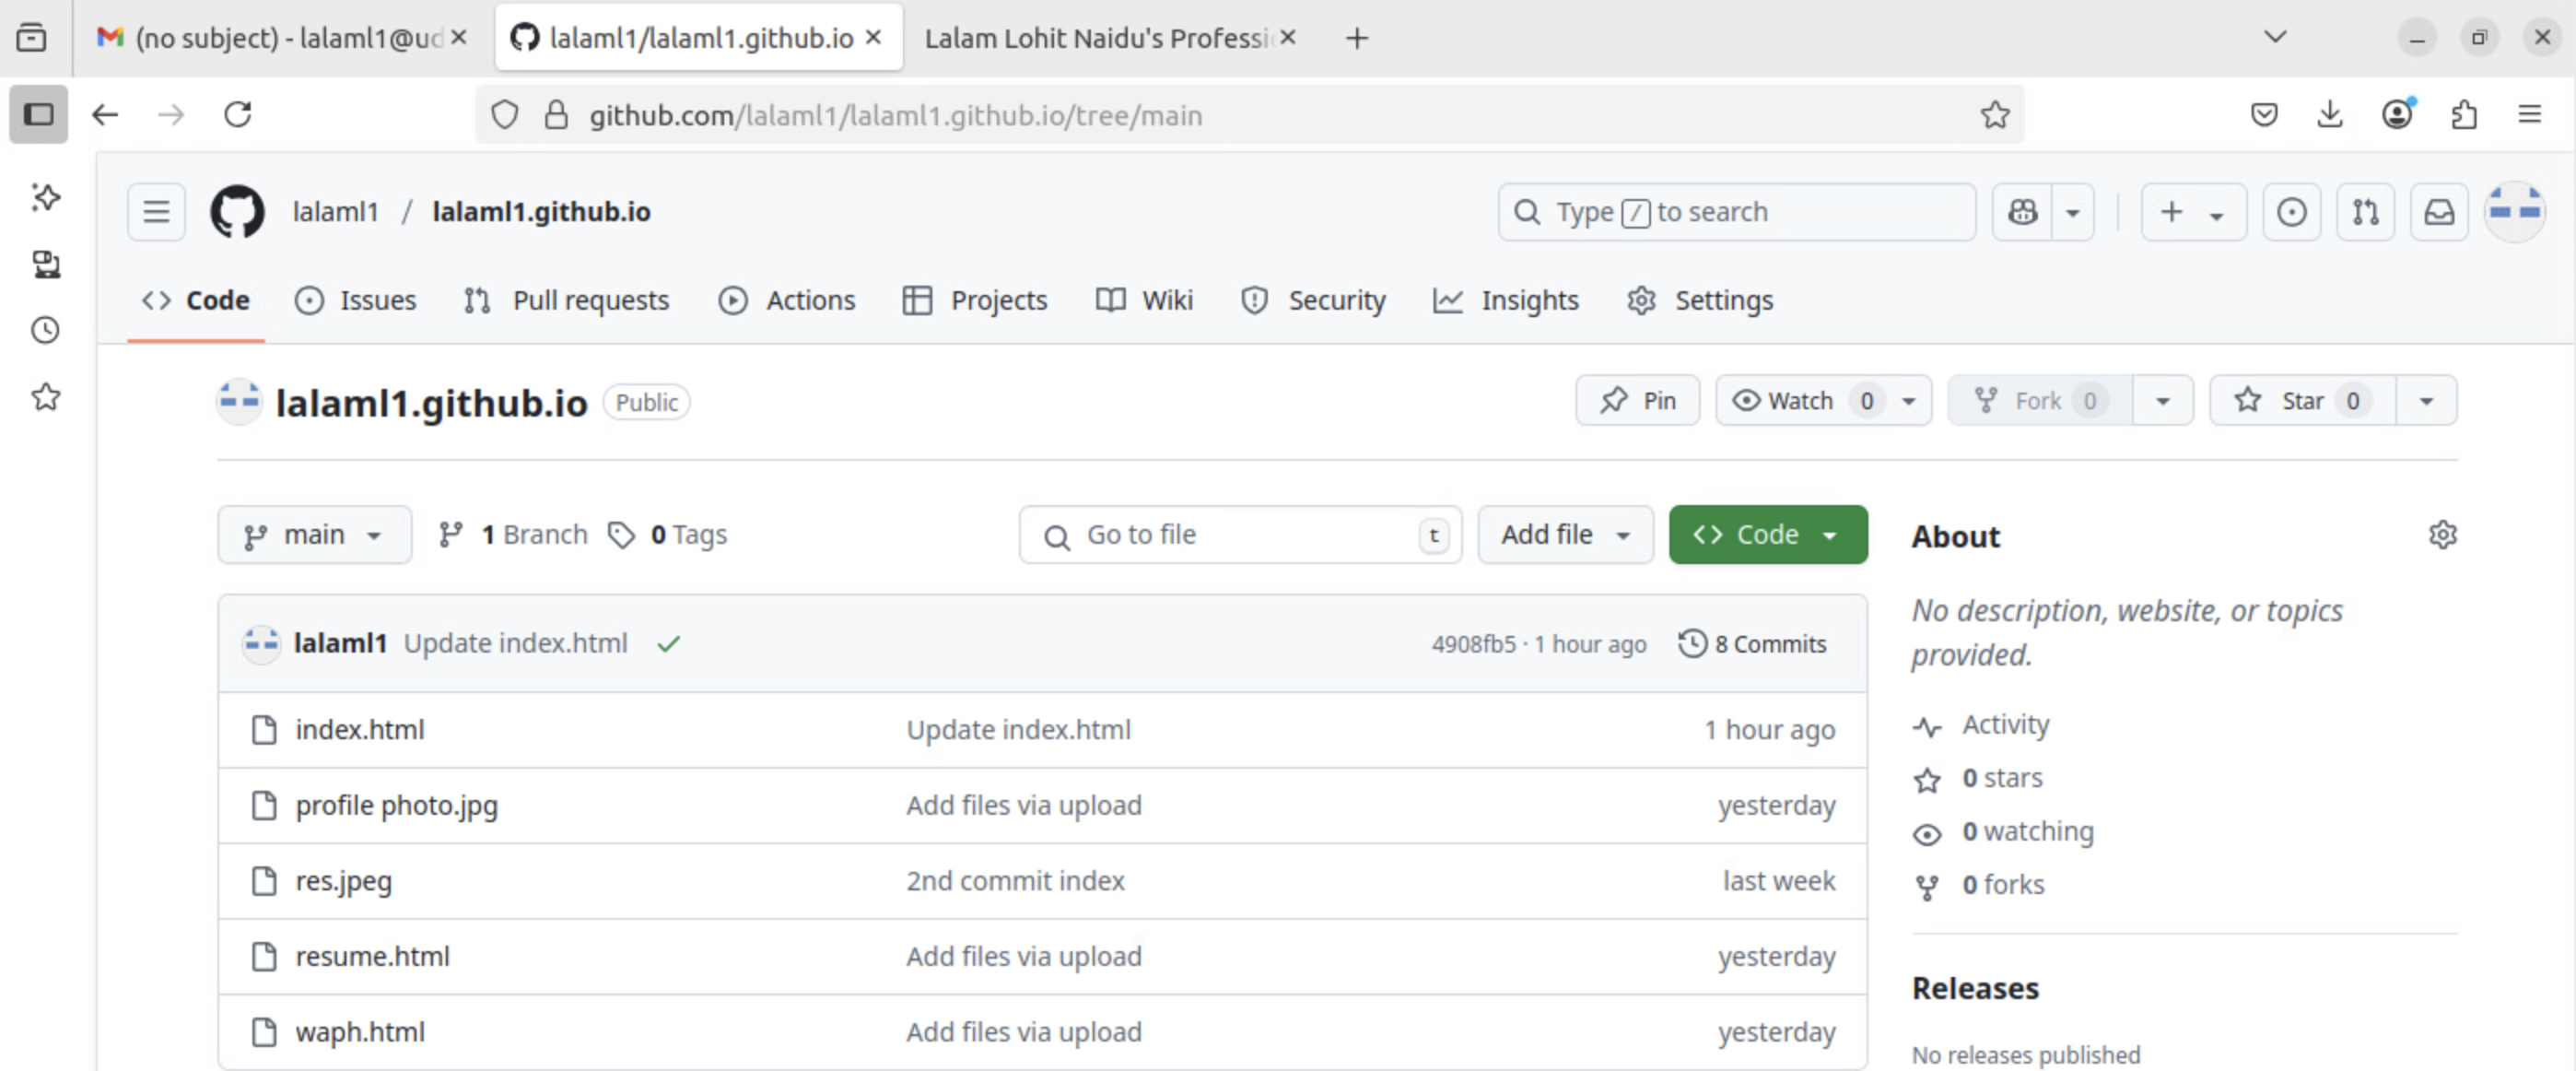 (no subject) - lalaml1@ud
lalaml1/lalaml1.github.io
Lalam Lohit Naidu's Professi
github.com/lalaml1/lalaml1.github.io/tree/main
lalaml1 / lalaml1.github.io
Type / to search
Code Issues Pull requests Actions Projects Wiki Security Insights Settings
lalaml1.github.io Public
Pin Watch 0 Fork 0 Star 0
main 1 Branch 0 Tags
Go to file t Add file Code
lalaml1 Update index.html 4908fb5 · 1 hour ago 8 Commits
index.html Update index.html 1 hour ago
profile photo.jpg Add files via upload yesterday
res.jpeg 2nd commit index last week
resume.html Add files via upload yesterday
waph.html Add files via upload yesterday
About
No description, website, or topics
provided.
Activity
0 stars
0 watching
0 forks
Releases
No releases published